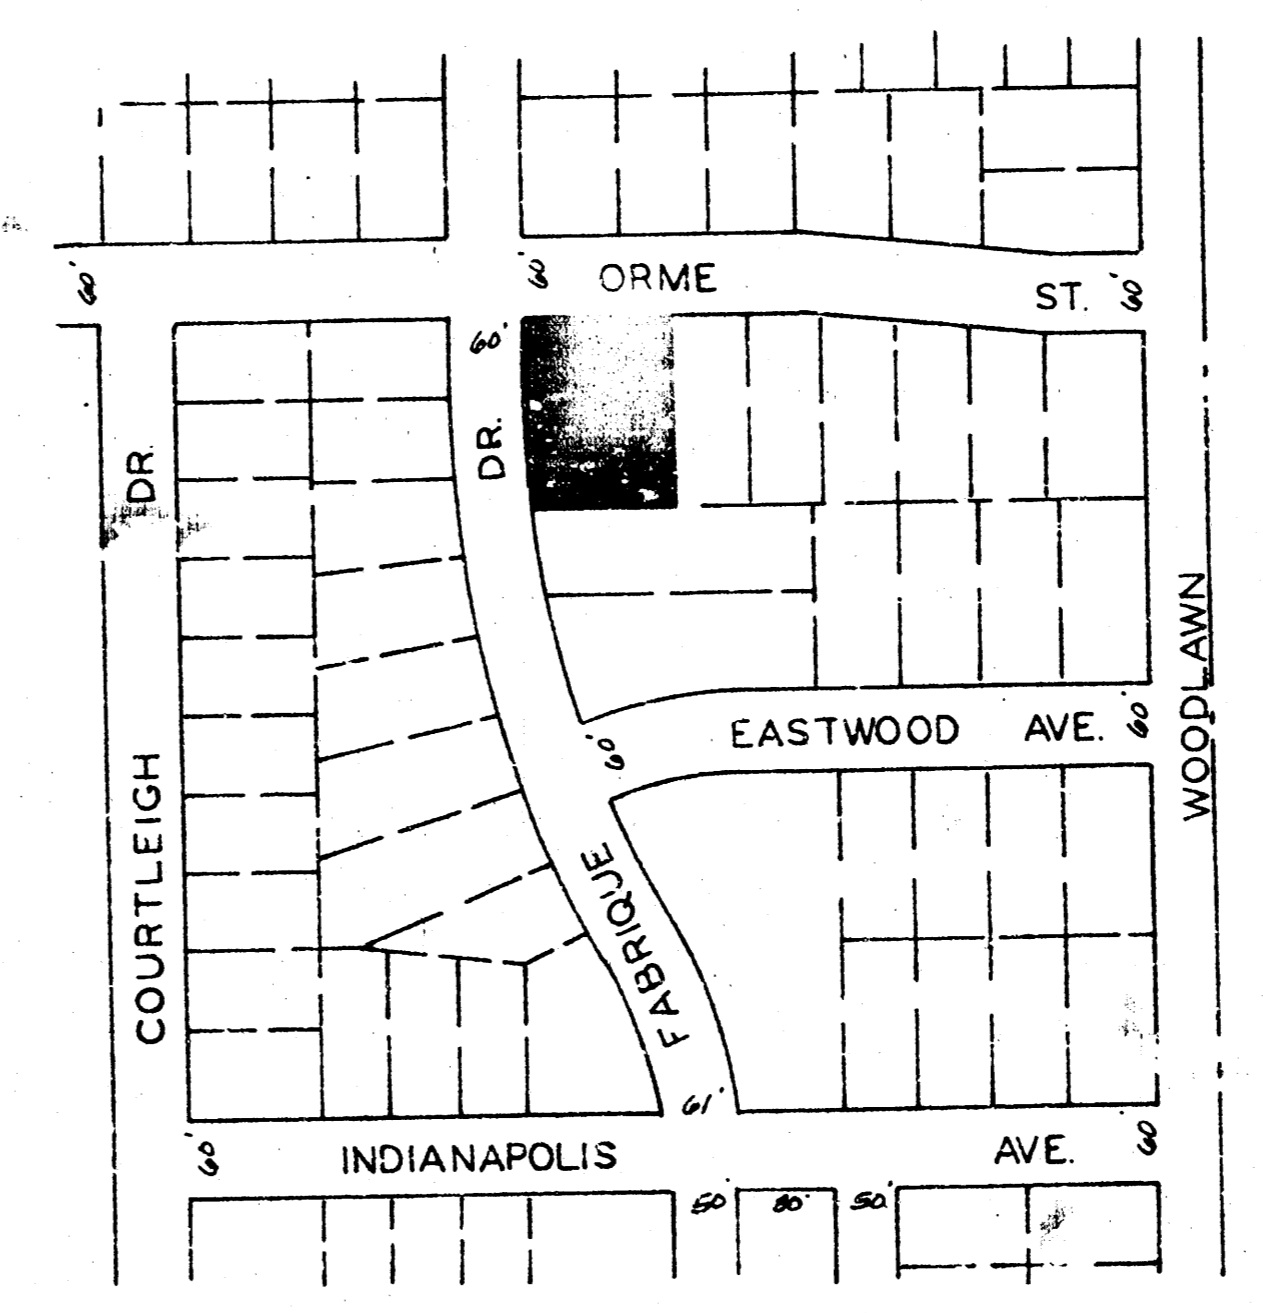 60'
60'
ORME
ST.
60'
60'
DR.
DR.
WOODLAWN
EASTWOOD AVE.
60'
60'
COURTLEIGH
FABRIQUE
61'
60'
INDIANAPOLIS AVE.
60'
50'
80'
50'